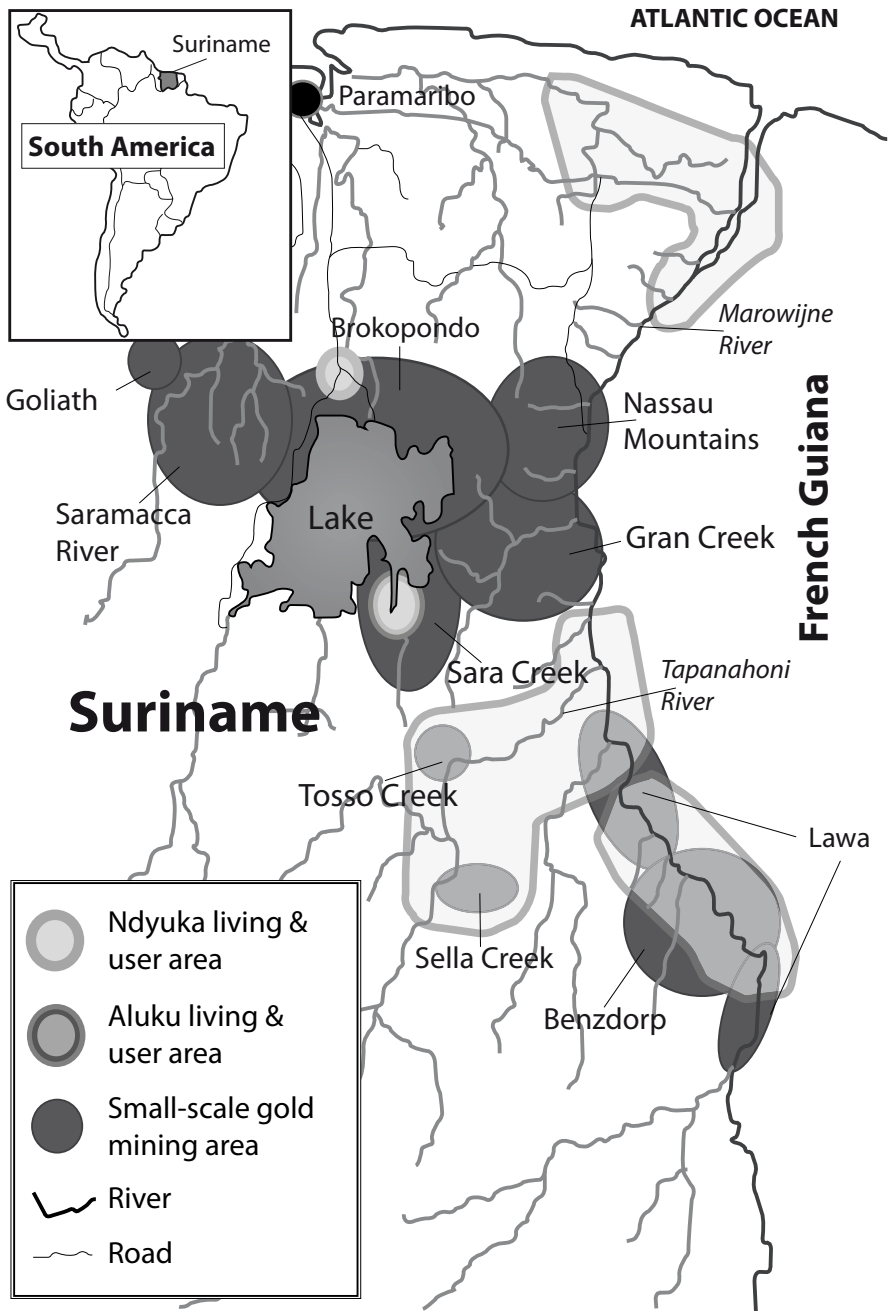 ATLANTIC OCEAN
Suriname
South America
Paramaribo
Marowijne
River
Brokopondo
Goliath
Nassau
Mountains
French Guiana
Saramacca
River
Lake
Gran Creek
Sara Creek
Tapanahoni
River
Suriname
Tosso Creek
Lawa
Sella Creek
Benzdorp
Ndyuka living &
user area
Aluku living &
user area
Small-scale gold
mining area
River
Road